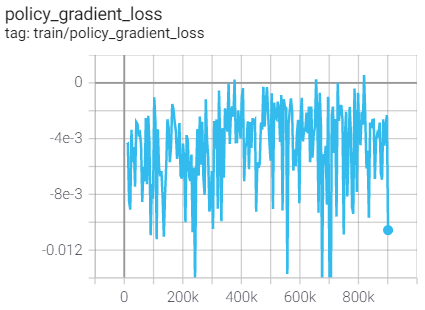 policy_gradient_loss
tag: train/policy_gradient_loss
0
-4e-3
-8e-3
-0.012
0 200k 400k 600k 800k